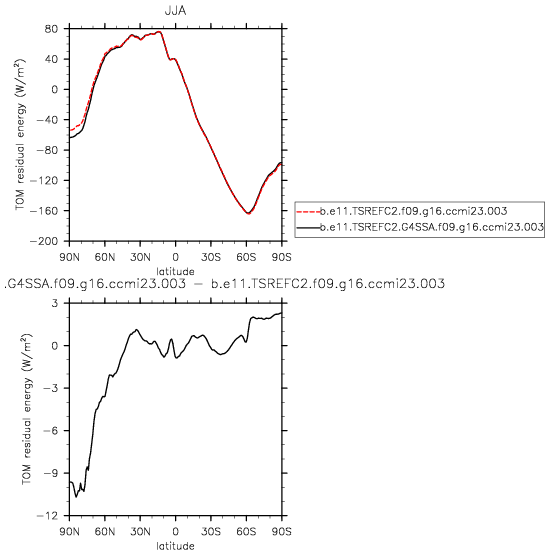 JJA
TOM residual energy (W/m²)
80
40
0
−40
−80
−120
−160
−200
90N 60N 30N 0 30S 60S 90S
latitude
b.e11.TSREFC2.f09.g16.ccmi23.003
b.e11.TSREFC2.G4SSA.f09.g16.ccmi23.003
.G4SSA.f09.g16.ccmi23.003 − b.e11.TSREFC2.f09.g16.ccmi23.003
TOM residual energy (W/m²)
3
0
−3
−6
−9
−12
90N 60N 30N 0 30S 60S 90S
latitude